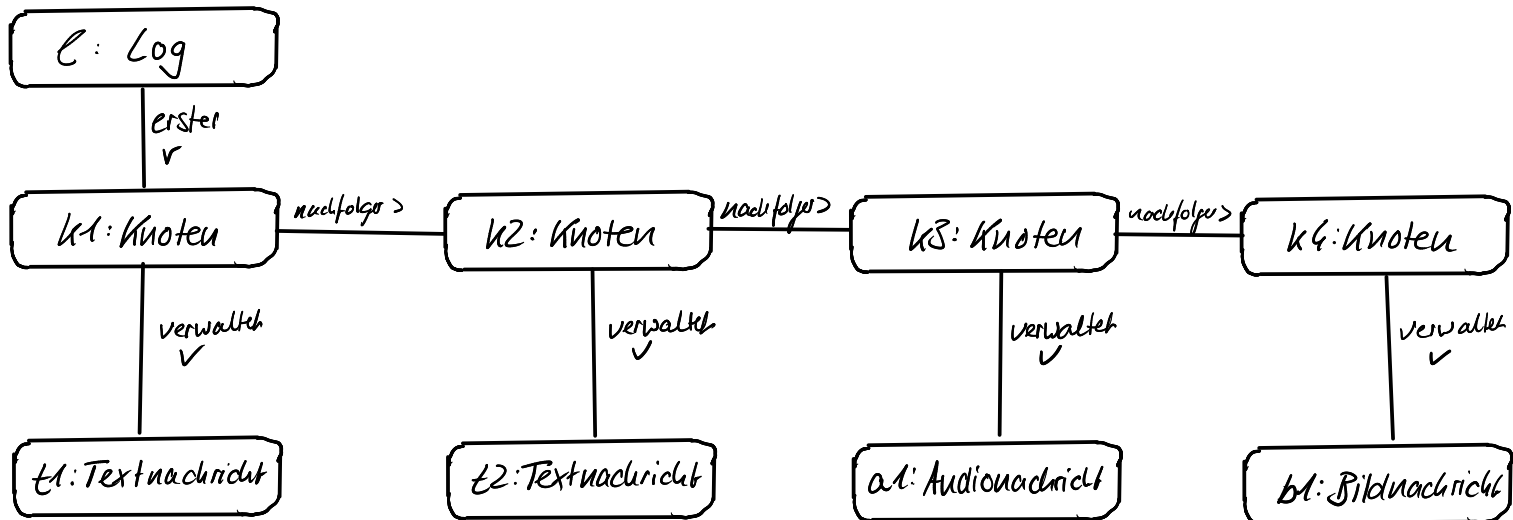 l: Log
erster
k1: Knoten
nachfolger >
k2: Knoten
nachfolger >
k3: Knoten
nachfolger >
k4: Knoten
verwaltet
verwaltet
verwaltet
verwaltet
t1: Textnachricht
t2: Textnachricht
a1: Audionachricht
b1: Bildnachricht